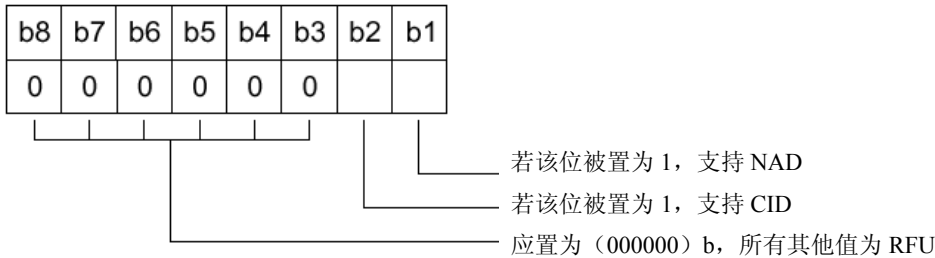 b8 b7 b6 b5 b4 b3 b2 b1
0 0 0 0 0 0
若该位被置为 1，支持 NAD
若该位被置为 1，支持 CID
应置为（000000）b，所有其他值为 RFU